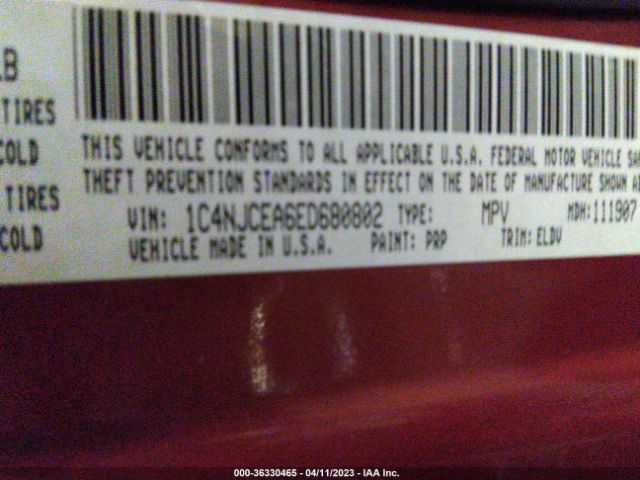 8
TIRES
COLD
TIRES
COLD
THIS VEHICLE CONFORMS TO ALL APPLICABLE U.S.A. FEDERAL MOTOR VEHICLE
THEFT PREVENTION STANDARDS IN EFFECT ON THE DATE OF MANUFACTURE SHOWN
VIN: 1C4NJCEA6ED680802 TYPE: MPV MDH:111907
VEHICLE MADE IN U.S.A. PAINT: PRP TRIM: ELDV
000-36330465 - 04/11/2023 - IAA Inc.